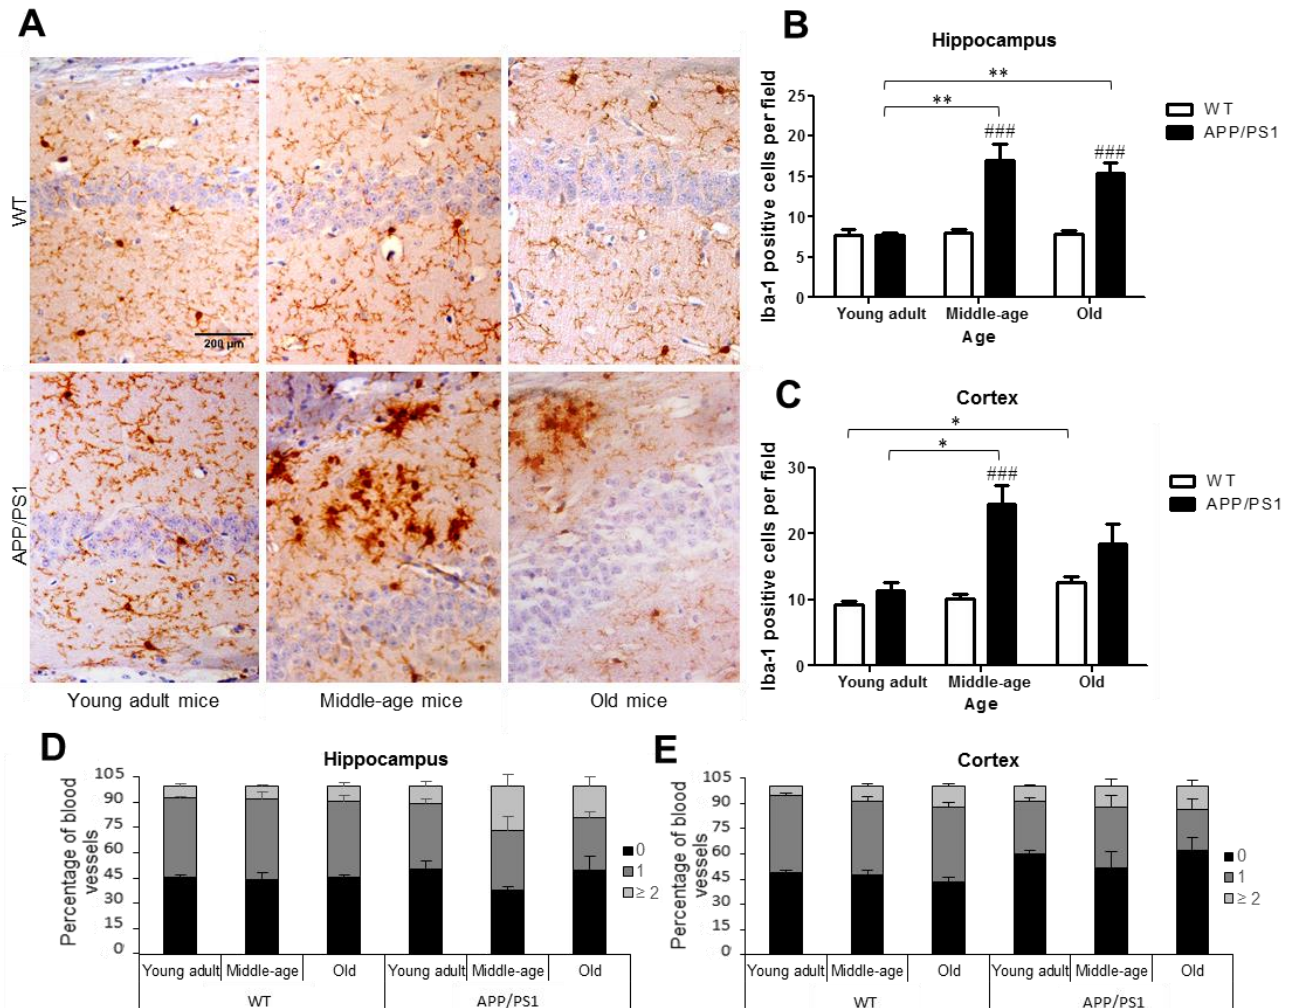 A
WT
200 µm
APP/PS1
Young adult mice
Middle-age mice
Old mice
B
Hippocampus
Iba-1 positive cells per field
25
20
15
10
5
0
**
**
###
###
WT
APP/PS1
Young adult
Middle-age
Old
Age
C
Cortex
Iba-1 positive cells per field
30
20
10
0
*
*
###
WT
APP/PS1
Young adult
Middle-age
Old
Age
D
Hippocampus
Percentage of blood
vessels
105
90
75
60
45
30
15
0
0
1
≥ 2
Young adult
Middle-age
Old
Young adult
Middle-age
Old
WT
APP/PS1
E
Cortex
Percentage of blood
vessels
105
90
75
60
45
30
15
0
0
1
≥ 2
Young adult
Middle-age
Old
Young adult
Middle-age
Old
WT
APP/PS1